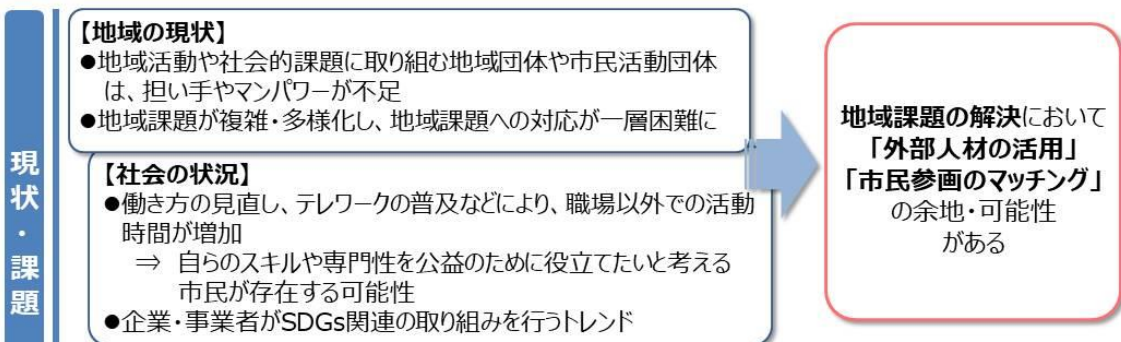 現状・課題
【地域の現状】
●地域活動や社会的課題に取り組む地域団体や市民活動団体
は、担い手やマンパワーが不足
●地域課題が複雑・多様化し、地域課題への対応が一層困難に
【社会の状況】
●働き方の見直し、テレワークの普及などにより、職場以外での活動
時間が増加
⇒ 自らのスキルや専門性を公益のために役立てたいと考える
市民が存在する可能性
●企業・事業者がSDGs関連の取り組みを行うトレンド
地域課題の解決において
「外部人材の活用」
「市民参画のマッチング」
の余地・可能性
がある